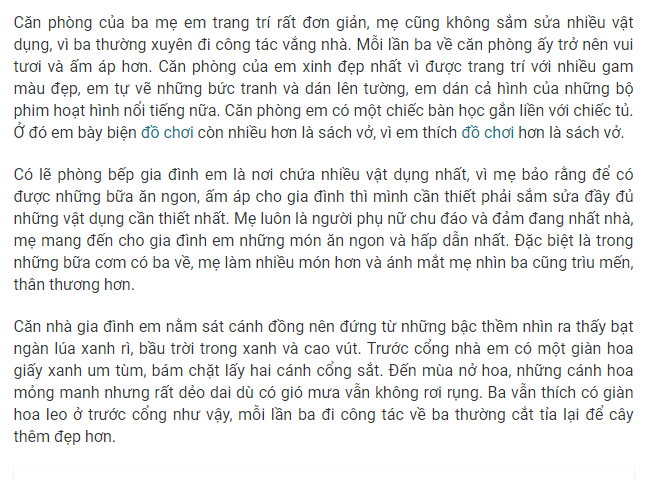 Căn phòng của ba mẹ em trang trí rất đơn giản, mẹ cũng không sắm sửa nhiều vật
dụng, vì ba thường xuyên đi công tác vắng nhà. Mỗi lần ba về căn phòng ấy trở nên vui
tươi và ấm áp hơn. Căn phòng của em xinh đẹp nhất vì được trang trí với nhiều gam
màu đẹp, em tự vẽ những bức tranh và dán lên tường, em dán cả hình của những bộ
phim hoạt hình nổi tiếng nữa. Căn phòng em có một chiếc bàn học gắn liền với chiếc tủ.
Ở đó em bày biện đồ chơi còn nhiều hơn là sách vở, vì em thích đồ chơi hơn là sách vở.
Có lẽ phòng bếp gia đình em là nơi chứa nhiều vật dụng nhất, vì mẹ bảo rằng để có
được những bữa ăn ngon, ấm áp cho gia đình thì mình cần thiết phải sắm sửa đầy đủ
những vật dụng cần thiết nhất. Mẹ luôn là người phụ nữ chu đáo và đảm đang nhất nhà,
mẹ mang đến cho gia đình em những món ăn ngon và hấp dẫn nhất. Đặc biệt là trong
những bữa cơm có ba về, mẹ làm nhiều món hơn và ánh mắt mẹ nhìn ba cũng trìu mến,
thân thương hơn.
Căn nhà gia đình em nằm sát cánh đồng nên đứng từ những bậc thềm nhìn ra thấy bạt
ngàn lúa xanh rì, bầu trời trong xanh và cao vút. Trước cổng nhà em có một giàn hoa
giấy xanh um tùm, bám chặt lấy hai cánh cổng sắt. Đến mùa nở hoa, những cánh hoa
mỏng manh nhưng rất dẻo dai dù có gió mưa vẫn không rơi rụng. Ba vẫn thích có giàn
hoa leo ở trước cổng như vậy, mỗi lần ba đi công tác về ba thường cắt tỉa lại để cây
thêm đẹp hơn.